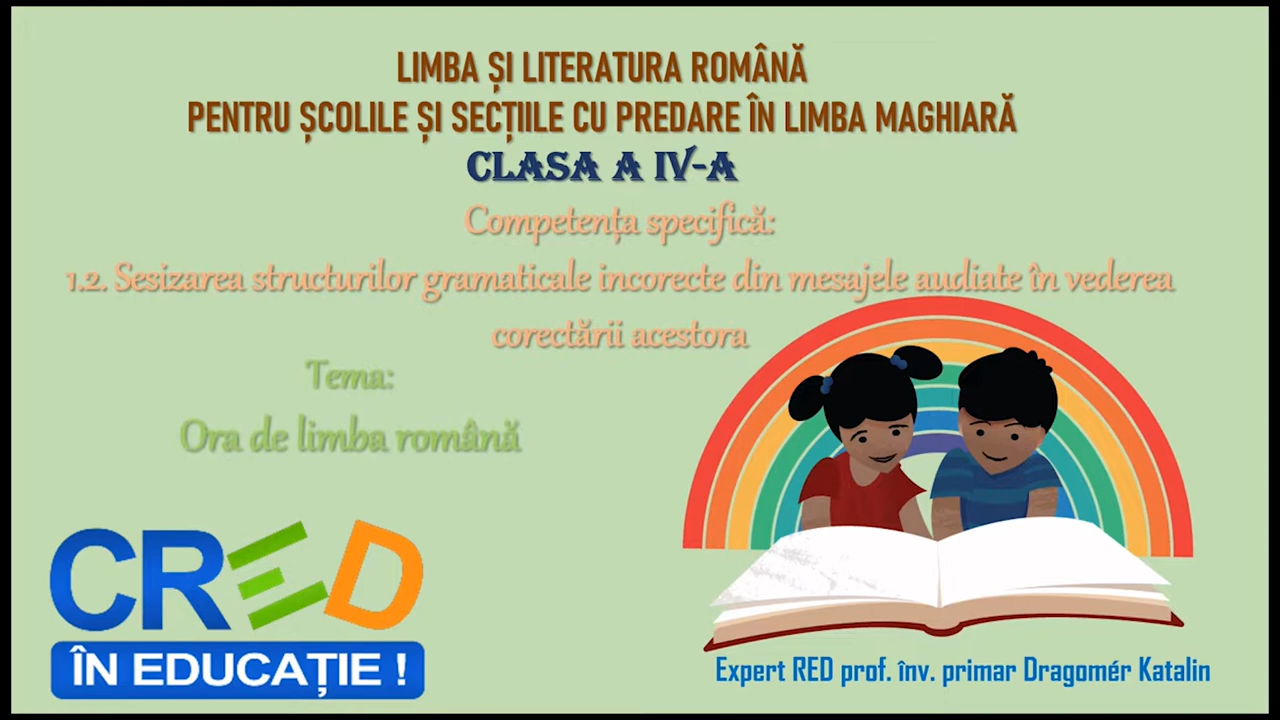 LIMBA ȘI LITERATURA ROMÂNĂ
PENTRU ȘCOLILE ȘI SECȚIILE CU PREDARE ÎN LIMBA MAGHIARĂ
CLASA A IV-A
Competența specifică:
1.2. Sesizarea structurilor gramaticale incorecte din mesajele audiate în vederea
corectării acestora
Tema:
Ora de limba română
CRED
ÎN EDUCAȚIE !
Expert RED prof. înv. primar Dragomér Katalin